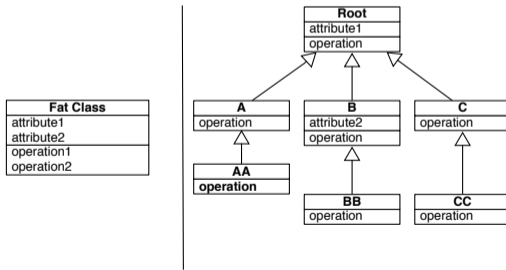 Fat Class
attribute1
attribute2
operation1
operation2
Root
attribute1
operation
A
operation
B
attribute2
operation
C
operation
AA
operation
BB
operation
CC
operation